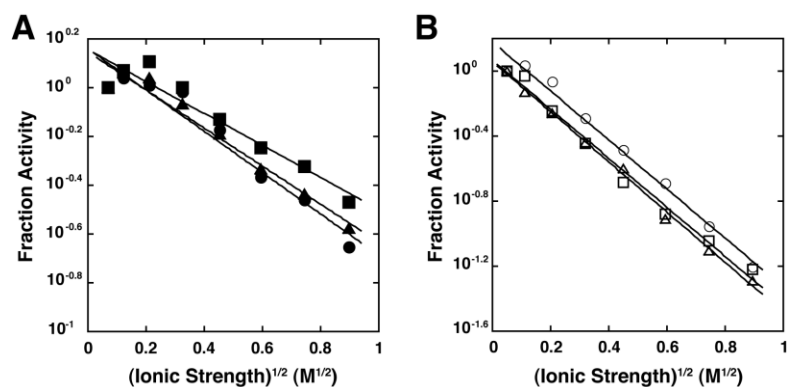 A
10^0.2
10^0
10^-0.2
10^-0.4
10^-0.6
10^-0.8
10^-1
Fraction Activity
0 0.2 0.4 0.6 0.8 1
(Ionic Strength)^1/2 (M^1/2)
B
10^0
10^-0.4
10^-0.8
10^-1.2
10^-1.6
Fraction Activity
0 0.2 0.4 0.6 0.8 1
(Ionic Strength)^1/2 (M^1/2)